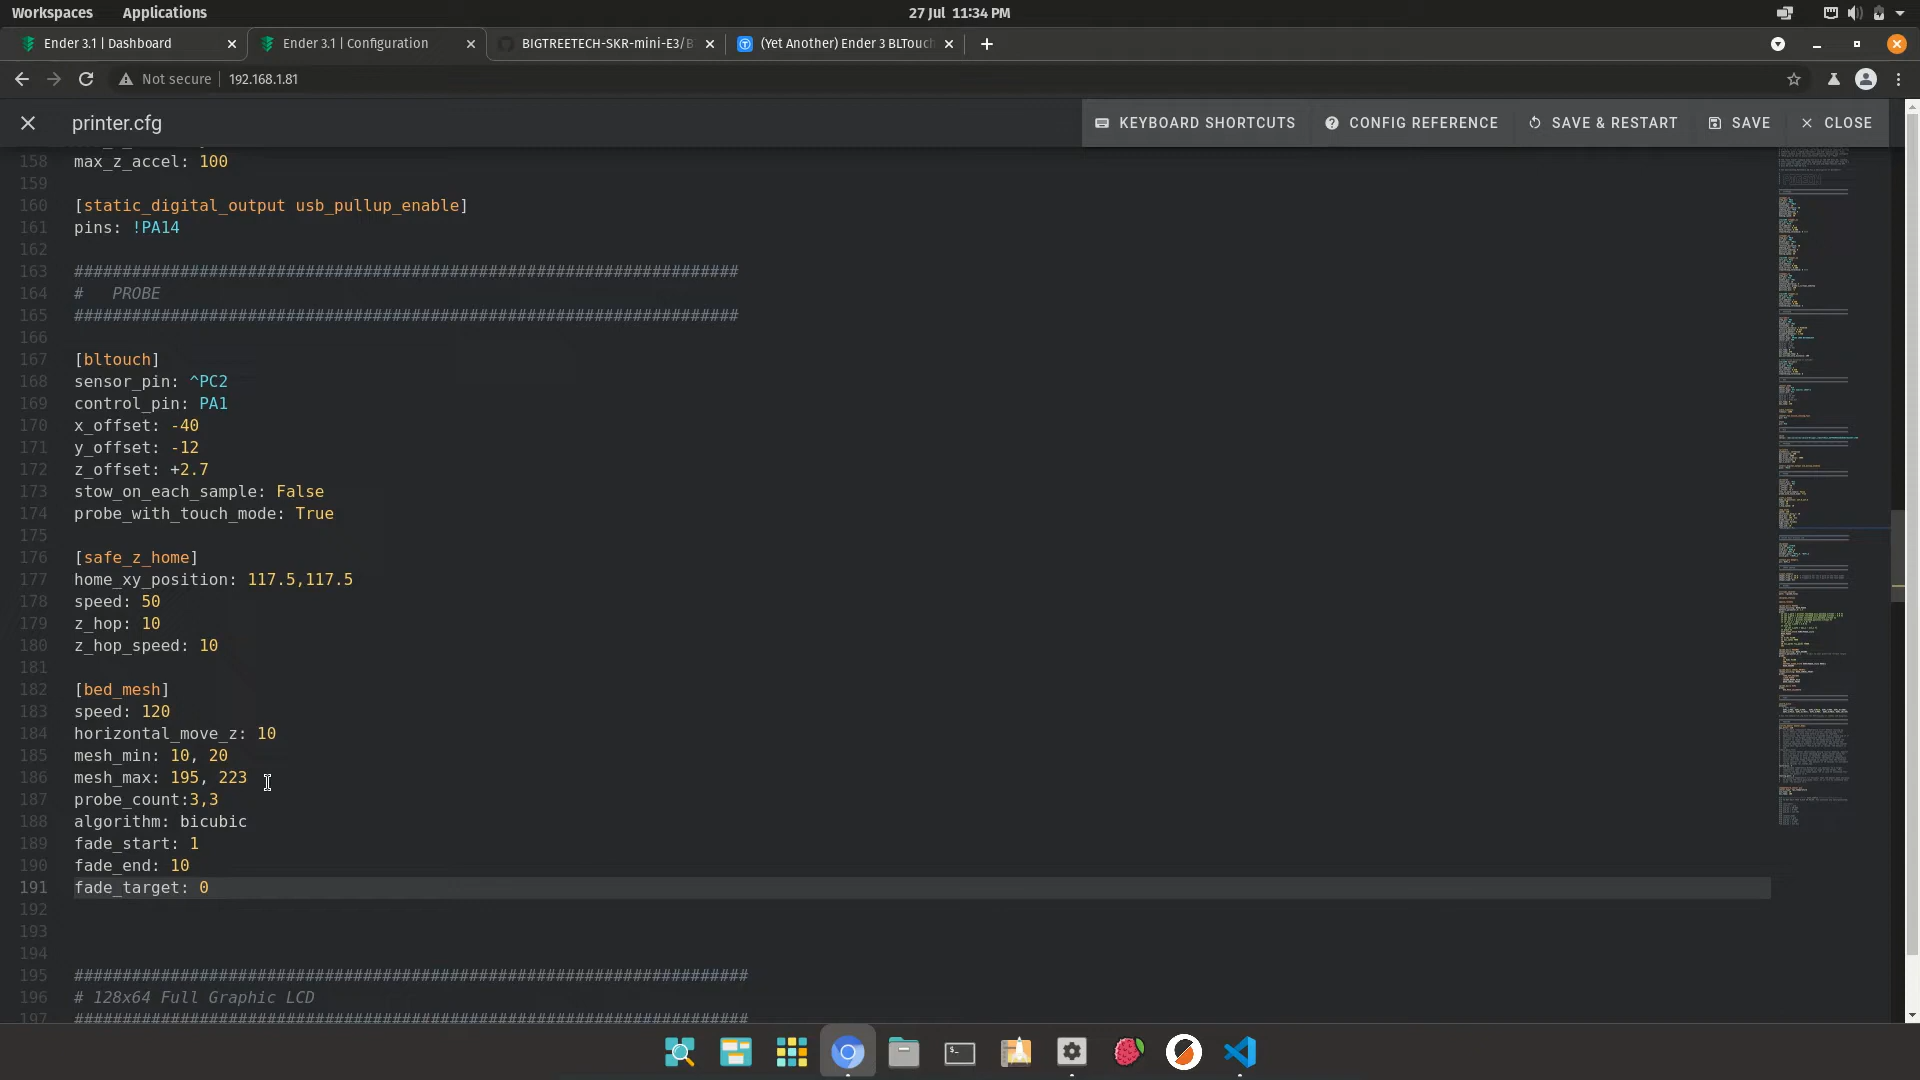 Workspaces Applications 27 Jul 11:34 PM
Ender 3.1 | Dashboard Ender 3.1 | Configuration BIGTREETECH-SKR-mini-E3/B (Yet Another) Ender 3 BLTouch
Not secure 192.168.1.81
printer.cfg KEYBOARD SHORTCUTS CONFIG REFERENCE SAVE & RESTART SAVE CLOSE
158 max_z_accel: 100
159
160 [static_digital_output usb_pullup_enable]
161 pins: !PA14
162
163 #####################################################################
164 #   PROBE
165 #####################################################################
166
167 [bltouch]
168 sensor_pin: ^PC2
169 control_pin: PA1
170 x_offset: -40
171 y_offset: -12
172 z_offset: +2.7
173 stow_on_each_sample: False
174 probe_with_touch_mode: True
175
176 [safe_z_home]
177 home_xy_position: 117.5,117.5
178 speed: 50
179 z_hop: 10
180 z_hop_speed: 10
181
182 [bed_mesh]
183 speed: 120
184 horizontal_move_z: 10
185 mesh_min: 10, 20
186 mesh_max: 195, 223
187 probe_count:3,3
188 algorithm: bicubic
189 fade_start: 1
190 fade_end: 10
191 fade_target: 0
192
193
194
195 ######################################################################
196 # 128x64 Full Graphic LCD
197 ######################################################################